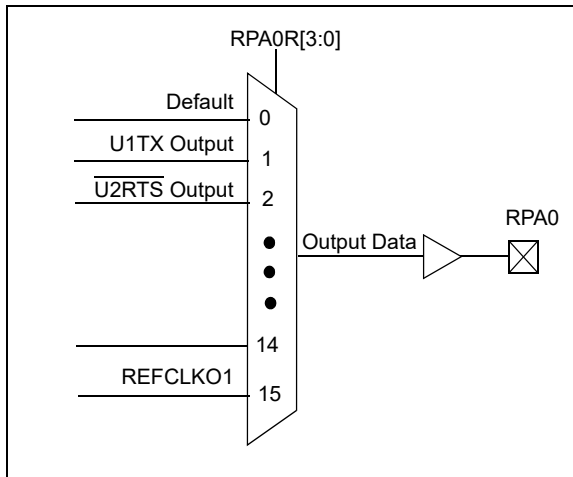 RPA0R[3:0]
Default
0
U1TX Output
1
U2RTS Output
2
Output Data
RPA0
14
REFCLKO1
15